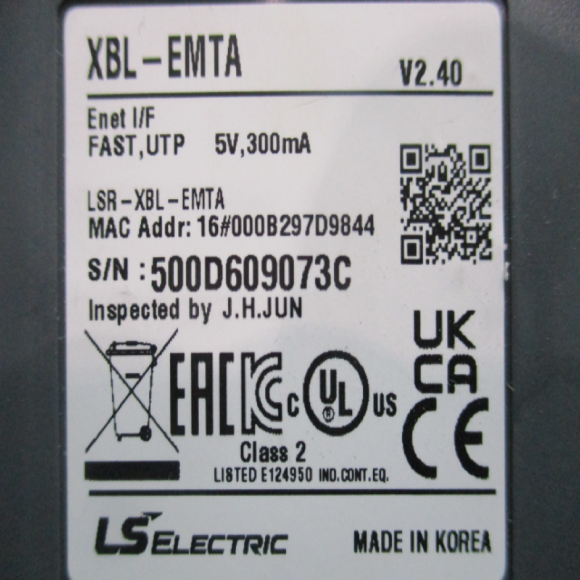 XBL-EMTA
V2.40
Enet I/F
FAST,UTP 5V,300mA
LSR-XBL-EMTA
MAC Addr: 16#000B297D9844
S/N : 500D609073C
Inspected by J.H.JUN
UK
CA
EAC KC c UL ® US
CE
Class 2
LISTED E124950 IND.CONT.EQ.
LS ELECTRIC MADE IN KOREA